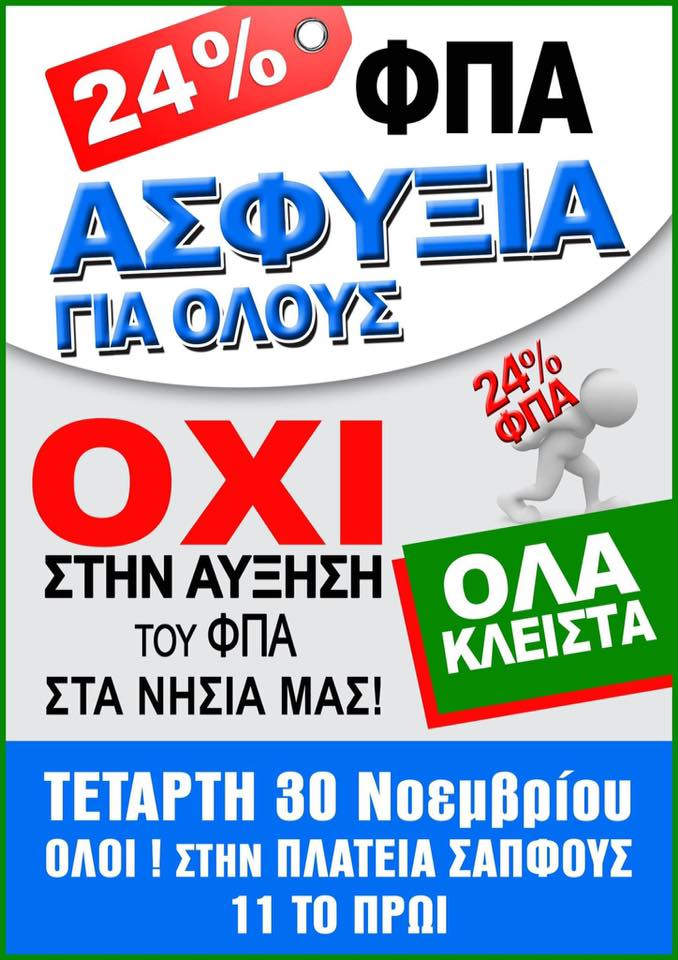 24% ΦΠΑ
ΑΣΦΥΞΙΑ
ΓΙΑ ΟΛΟΥΣ
24%
ΦΠΑ
ΟΧΙ
ΣΤΗΝ ΑΥΞΗΣΗ
ΤΟΥ ΦΠΑ
ΣΤΑ ΝΗΣΙΑ ΜΑΣ!
ΟΛΑ
ΚΛΕΙΣΤΑ
ΤΕΤΑΡΤΗ 30 Νοεμβρίου
ΟΛΟΙ ! ΣΤΗΝ ΠΛΑΤΕΙΑ ΣΑΠΦΟΥΣ
11 ΤΟ ΠΡΩΙ